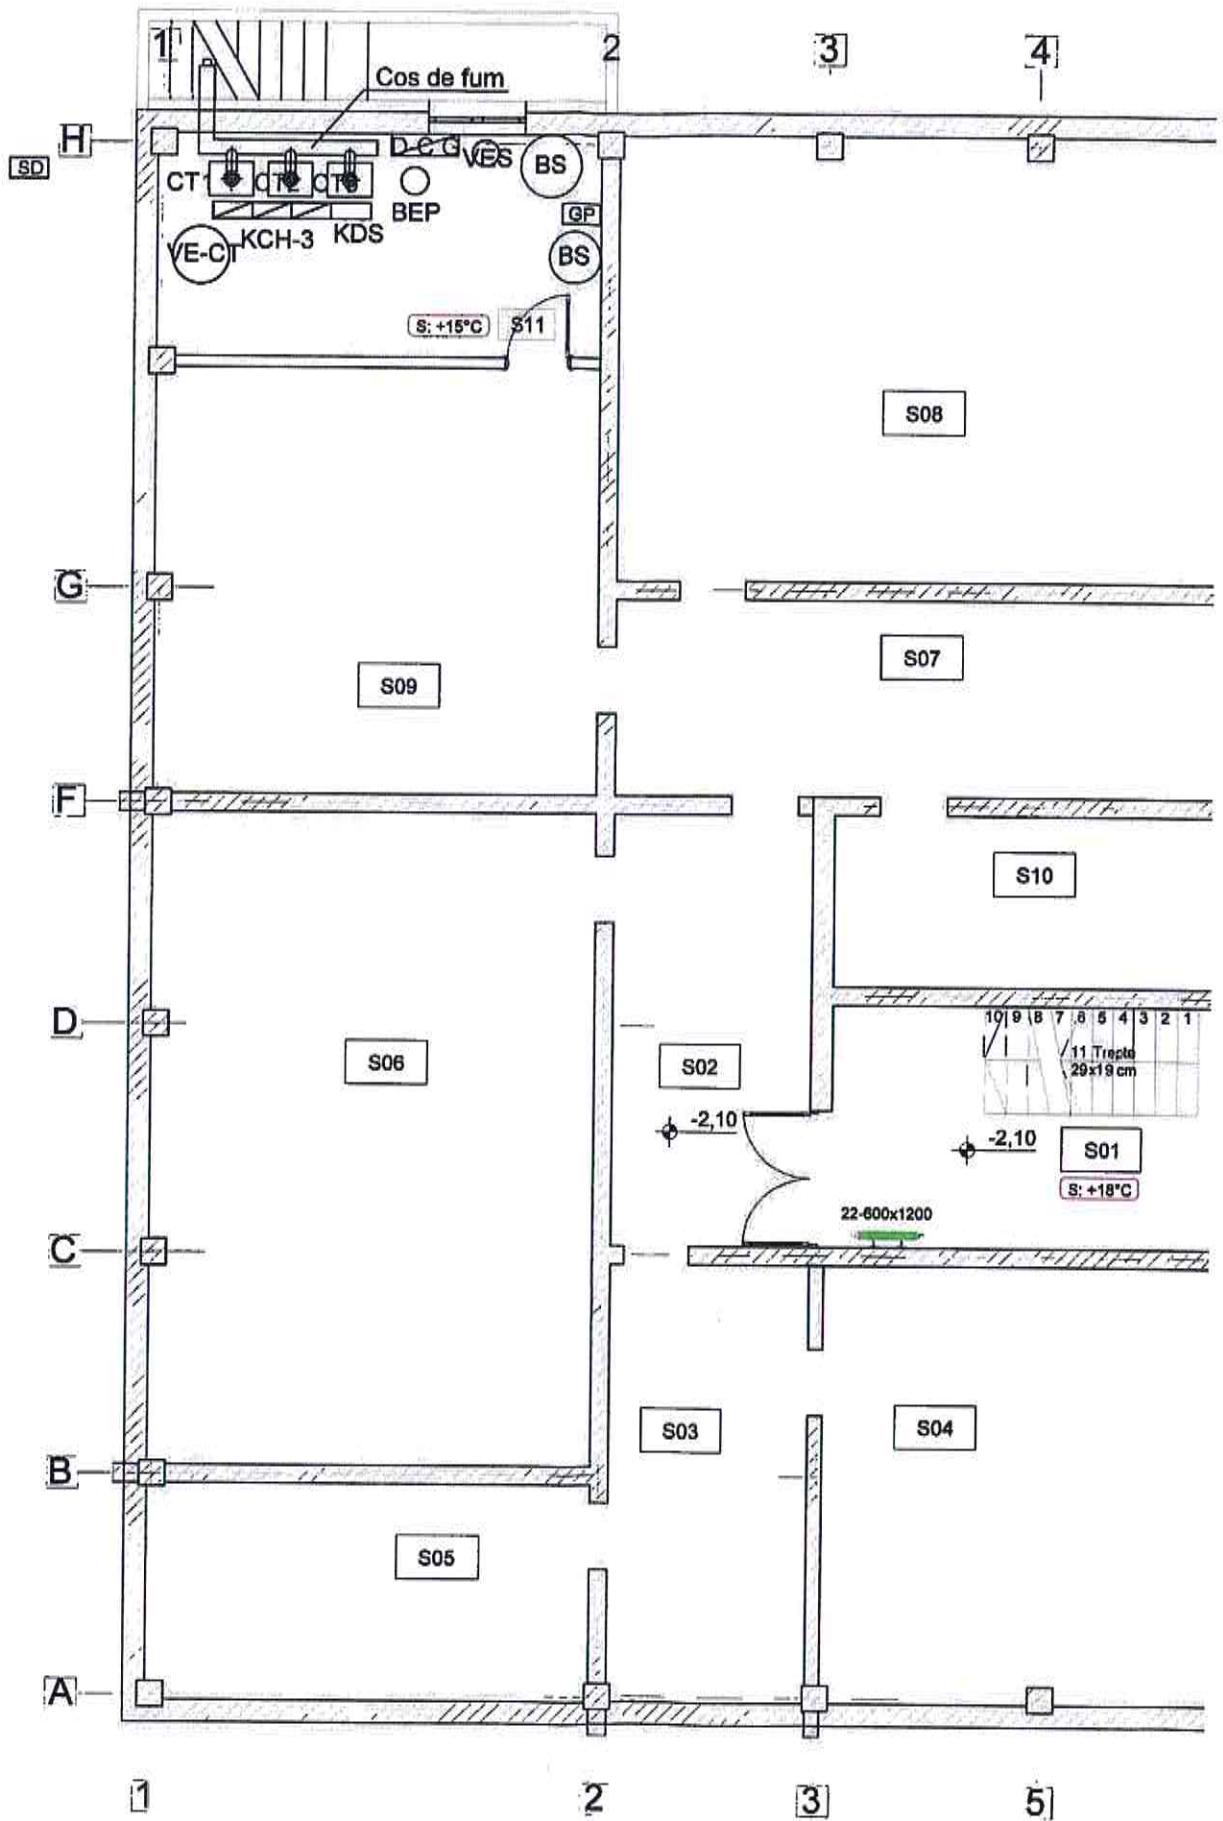 1
2
3
4
Cos de fum
H
SD
D C G
VES
BS
CT1
CT2
CT3
BEP
GP
KCH-3
KDS
VE-CT
BS
S: +15°C
S11
S08
G
S07
S09
F
S10
D
10 9 8 7 6 5 4 3 2 1
11 Trepte
29x19 cm
S06
S02
-2,10
-2,10
S01
S: +18°C
22-600x1200
C
S03
S04
B
S05
A
1
2
3
5